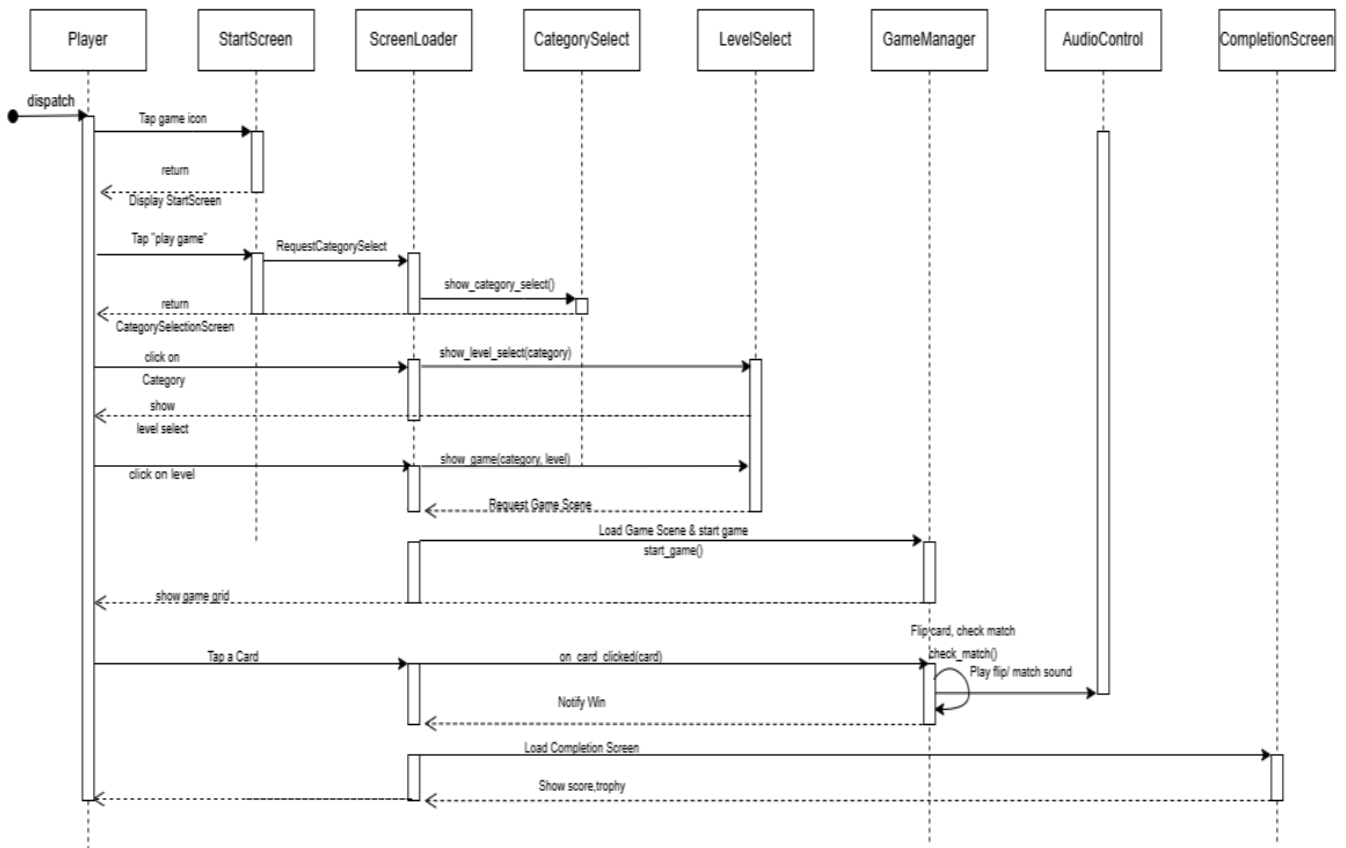 Player
StartScreen
ScreenLoader
CategorySelect
LevelSelect
GameManager
AudioControl
CompletionScreen
dispatch
Tap game icon
return
Display StartScreen
Tap "play game"
RequestCategorySelect
show_category_select()
return
CategorySelectionScreen
click on
Category
show_level_select(category)
show
level select
click on level
show_game(category, level)
Request Game Scene
Load Game Scene & start game
start_game()
show game grid
Flip card, check match
check_match()
Tap a Card
on_card_clicked(card)
Play flip/ match sound
Notify Win
Load Completion Screen
Show score,trophy